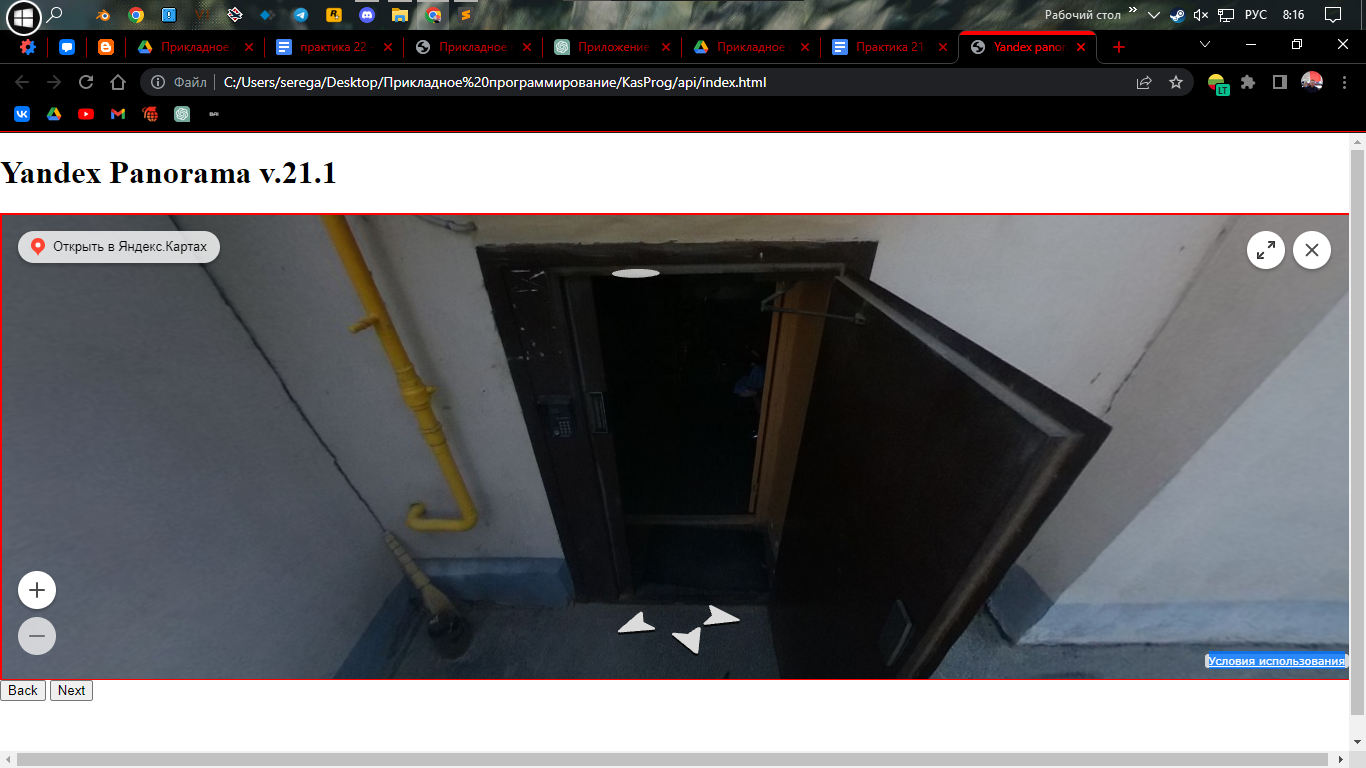 Рабочий стол
»
РУС
8:16
Прикладное
практика 22 -
Прикладное
Приложение
Прикладное
Практика 21
Yandex panor
Файл
C:/Users/serega/Desktop/Прикладное%20программирование/KasProg/api/index.html
LT
Yandex Panorama v.21.1
Открыть в Яндекс.Картах
Условия использования
Back
Next